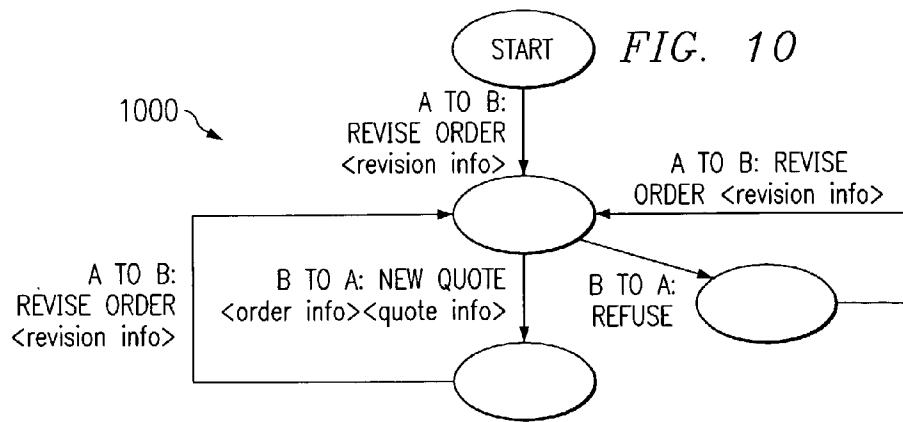 START
FIG. 10
1000
A TO B:
REVISE ORDER
<revision info>
A TO B: REVISE
ORDER <revision info>
A TO B:
REVISE ORDER
<revision info>
B TO A: NEW QUOTE
<order info><quote info>
B TO A:
REFUSE